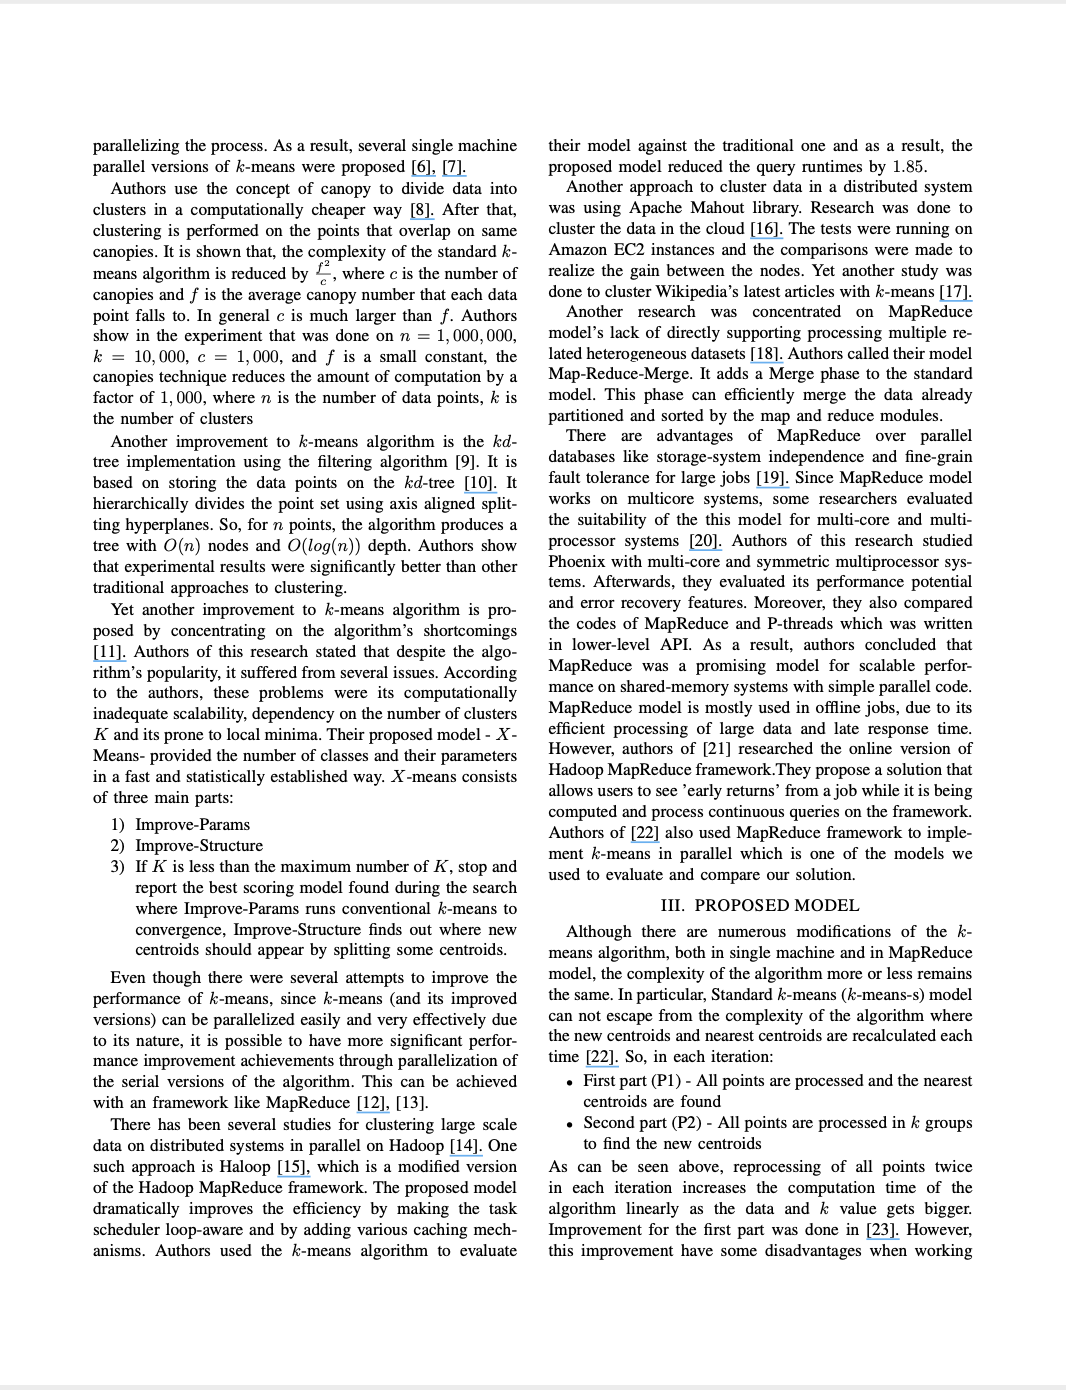 parallelizing the process. As a result, several single machine
parallel versions of k-means were proposed [6], [7].
Authors use the concept of canopy to divide data into
clusters in a computationally cheaper way [8]. After that,
clustering is performed on the points that overlap on same
canopies. It is shown that, the complexity of the standard k-
means algorithm is reduced by f²/c, where c is the number of
canopies and f is the average canopy number that each data
point falls to. In general c is much larger than f. Authors
show in the experiment that was done on n = 1,000,000,
k = 10,000, c = 1,000, and f is a small constant, the
canopies technique reduces the amount of computation by a
factor of 1,000, where n is the number of data points, k is
the number of clusters
Another improvement to k-means algorithm is the kd-
tree implementation using the filtering algorithm [9]. It is
based on storing the data points on the kd-tree [10]. It
hierarchically divides the point set using axis aligned split-
ting hyperplanes. So, for n points, the algorithm produces a
tree with O(n) nodes and O(log(n)) depth. Authors show
that experimental results were significantly better than other
traditional approaches to clustering.
Yet another improvement to k-means algorithm is pro-
posed by concentrating on the algorithm's shortcomings
[11]. Authors of this research stated that despite the algo-
rithm's popularity, it suffered from several issues. According
to the authors, these problems were its computationally
inadequate scalability, dependency on the number of clusters
K and its prone to local minima. Their proposed model - X-
Means- provided the number of classes and their parameters
in a fast and statistically established way. X-means consists
of three main parts:
1) Improve-Params
2) Improve-Structure
3) If K is less than the maximum number of K, stop and
report the best scoring model found during the search
where Improve-Params runs conventional k-means to
convergence, Improve-Structure finds out where new
centroids should appear by splitting some centroids.
Even though there were several attempts to improve the
performance of k-means, since k-means (and its improved
versions) can be parallelized easily and very effectively due
to its nature, it is possible to have more significant perfor-
mance improvement achievements through parallelization of
the serial versions of the algorithm. This can be achieved
with an framework like MapReduce [12], [13].
There has been several studies for clustering large scale
data on distributed systems in parallel on Hadoop [14]. One
such approach is Haloop [15], which is a modified version
of the Hadoop MapReduce framework. The proposed model
dramatically improves the efficiency by making the task
scheduler loop-aware and by adding various caching mech-
anisms. Authors used the k-means algorithm to evaluate
their model against the traditional one and as a result, the
proposed model reduced the query runtimes by 1.85.
Another approach to cluster data in a distributed system
was using Apache Mahout library. Research was done to
cluster the data in the cloud [16]. The tests were running on
Amazon EC2 instances and the comparisons were made to
realize the gain between the nodes. Yet another study was
done to cluster Wikipedia's latest articles with k-means [17].
Another research was concentrated on MapReduce
model's lack of directly supporting processing multiple re-
lated heterogeneous datasets [18]. Authors called their model
Map-Reduce-Merge. It adds a Merge phase to the standard
model. This phase can efficiently merge the data already
partitioned and sorted by the map and reduce modules.
There are advantages of MapReduce over parallel
databases like storage-system independence and fine-grain
fault tolerance for large jobs [19]. Since MapReduce model
works on multicore systems, some researchers evaluated
the suitability of the this model for multi-core and multi-
processor systems [20]. Authors of this research studied
Phoenix with multi-core and symmetric multiprocessor sys-
tems. Afterwards, they evaluated its performance potential
and error recovery features. Moreover, they also compared
the codes of MapReduce and P-threads which was written
in lower-level API. As a result, authors concluded that
MapReduce was a promising model for scalable perfor-
mance on shared-memory systems with simple parallel code.
MapReduce model is mostly used in offline jobs, due to its
efficient processing of large data and late response time.
However, authors of [21] researched the online version of
Hadoop MapReduce framework.They propose a solution that
allows users to see 'early returns' from a job while it is being
computed and process continuous queries on the framework.
Authors of [22] also used MapReduce framework to imple-
ment k-means in parallel which is one of the models we
used to evaluate and compare our solution.
III. PROPOSED MODEL
Although there are numerous modifications of the k-
means algorithm, both in single machine and in MapReduce
model, the complexity of the algorithm more or less remains
the same. In particular, Standard k-means (k-means-s) model
can not escape from the complexity of the algorithm where
the new centroids and nearest centroids are recalculated each
time [22]. So, in each iteration:
• First part (P1) - All points are processed and the nearest
centroids are found
• Second part (P2) - All points are processed in k groups
to find the new centroids
As can be seen above, reprocessing of all points twice
in each iteration increases the computation time of the
algorithm linearly as the data and k value gets bigger.
Improvement for the first part was done in [23]. However,
this improvement have some disadvantages when working